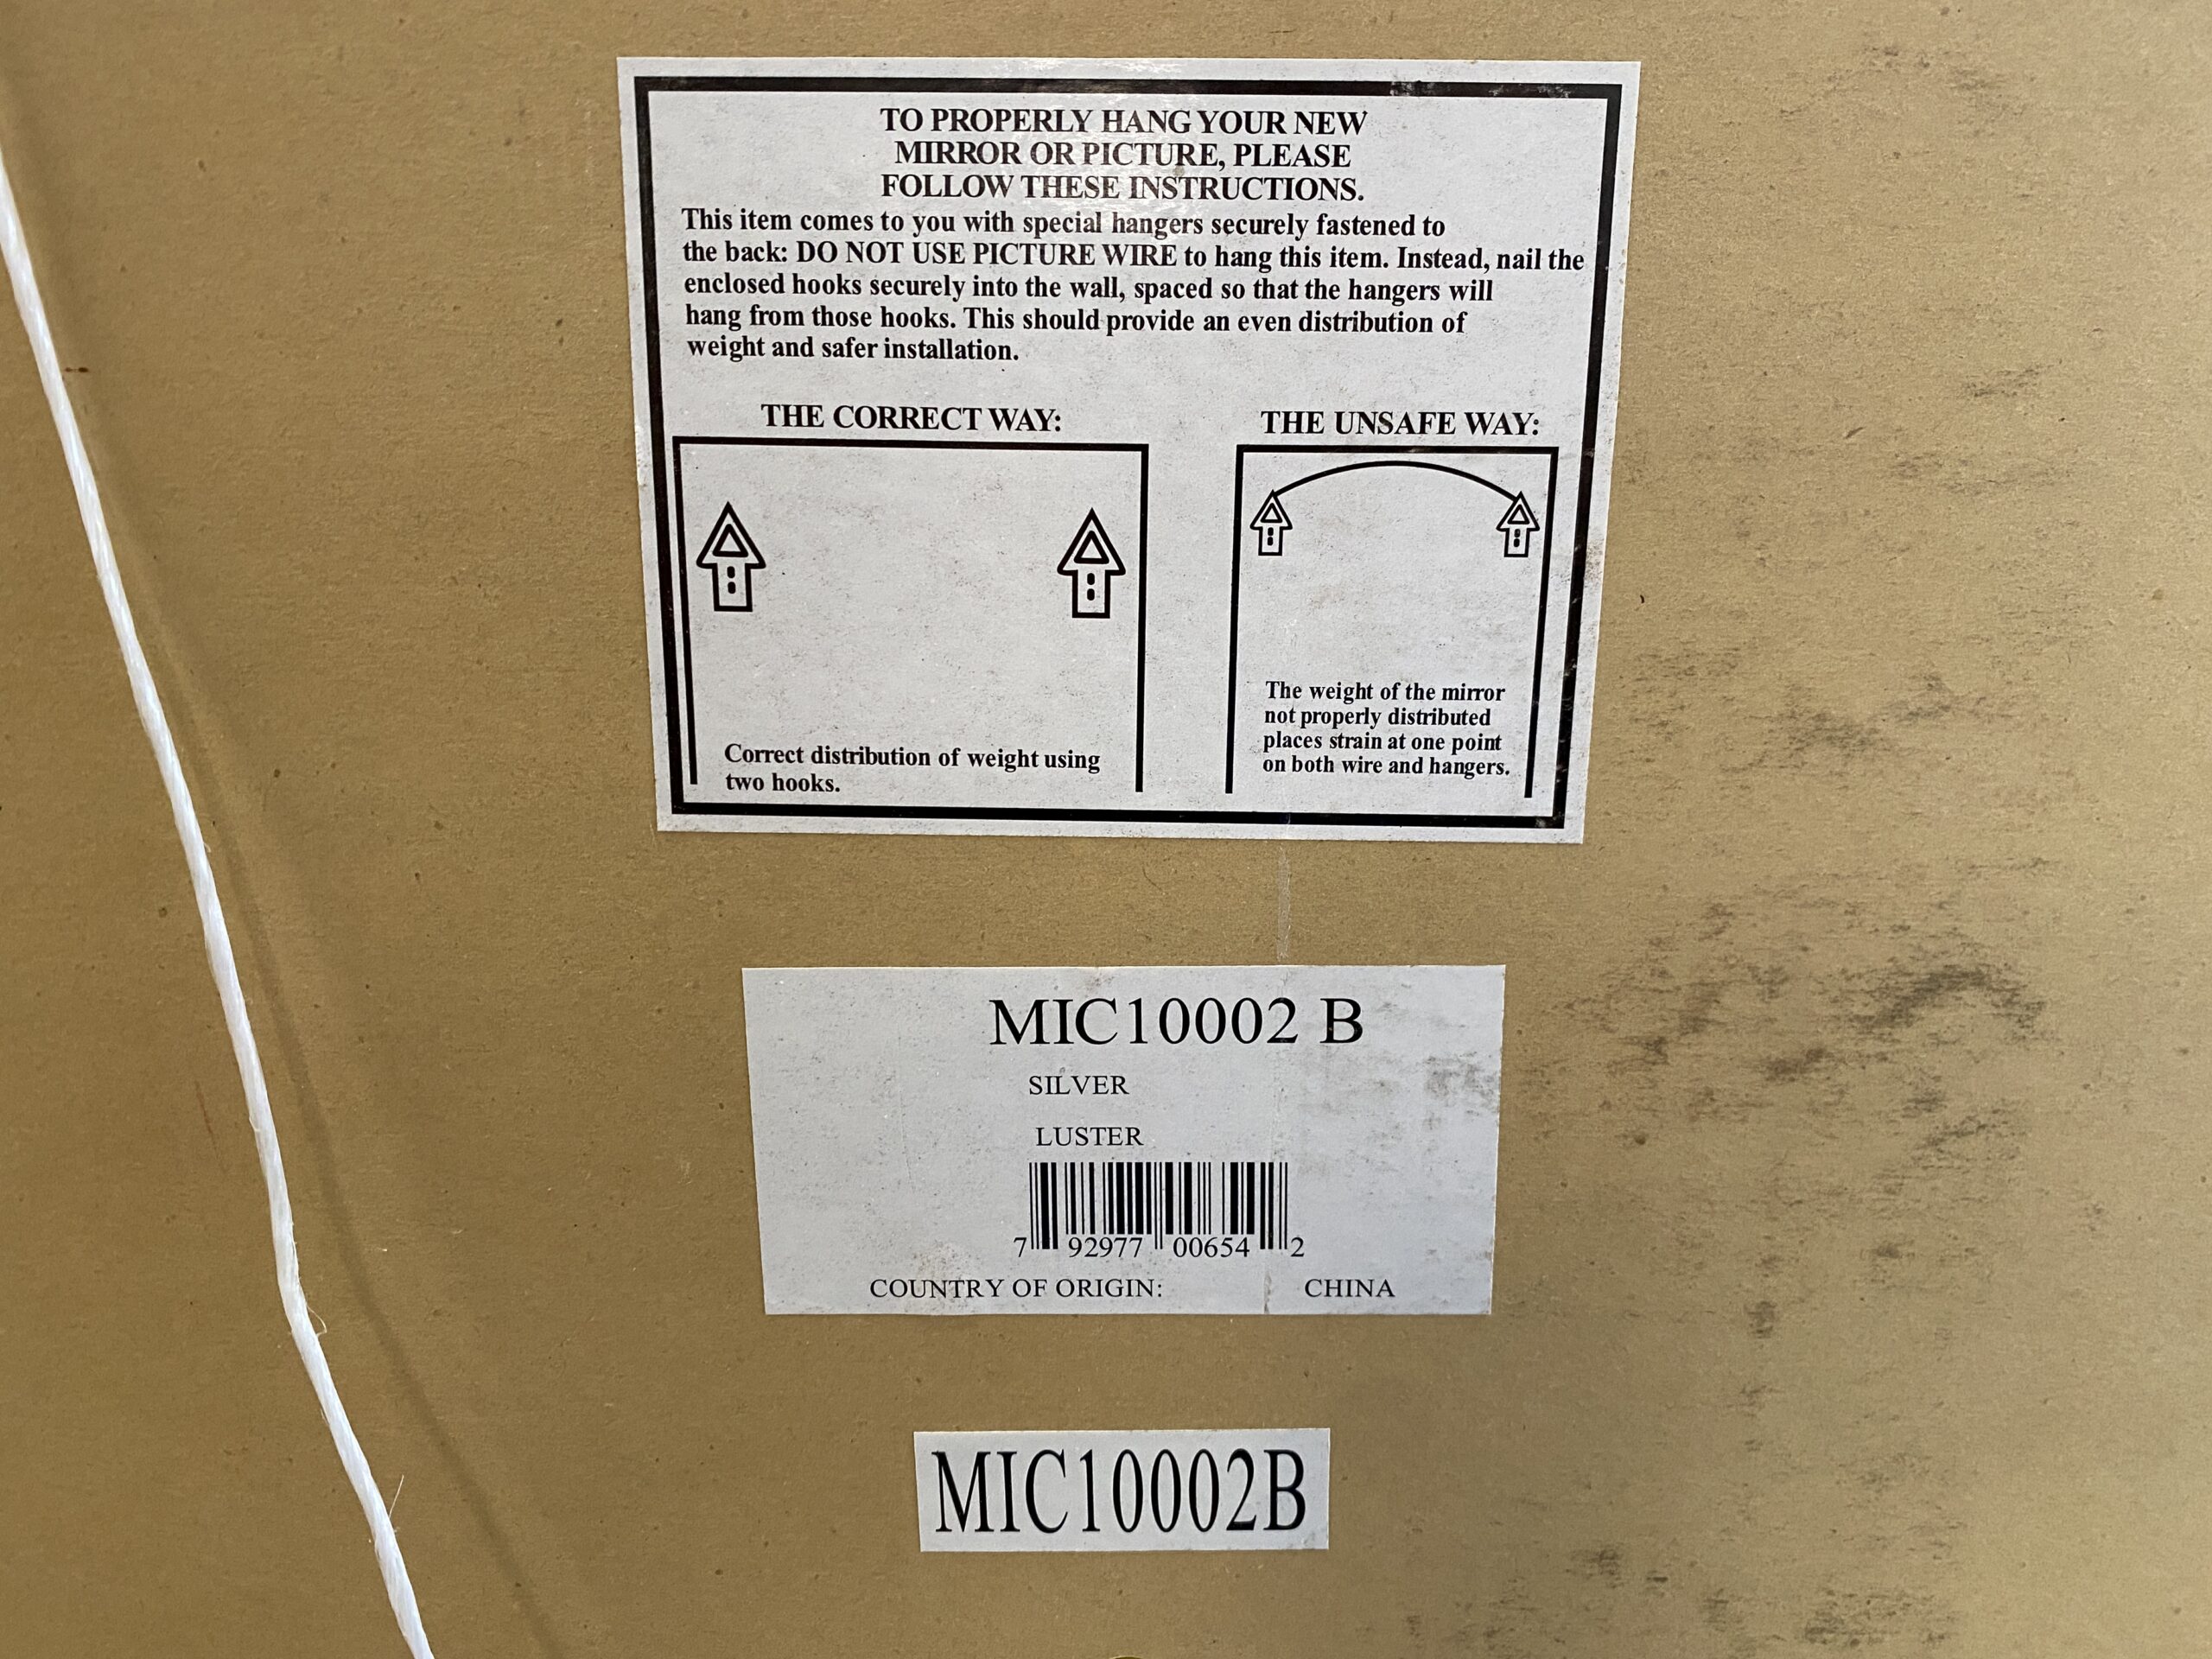 TO PROPERLY HANG YOUR NEW
MIRROR OR PICTURE, PLEASE
FOLLOW THESE INSTRUCTIONS.
This item comes to you with special hangers securely fastened to
the back: DO NOT USE PICTURE WIRE to hang this item. Instead, nail the
enclosed hooks securely into the wall, spaced so that the hangers will
hang from those hooks. This should provide an even distribution of
weight and safer installation.
THE CORRECT WAY:
Correct distribution of weight using
two hooks.
THE UNSAFE WAY:
The weight of the mirror
not properly distributed
places strain at one point
on both wire and hangers.
MIC10002 B
SILVER
LUSTER
7 92977 00654 2
COUNTRY OF ORIGIN: CHINA
MIC10002B